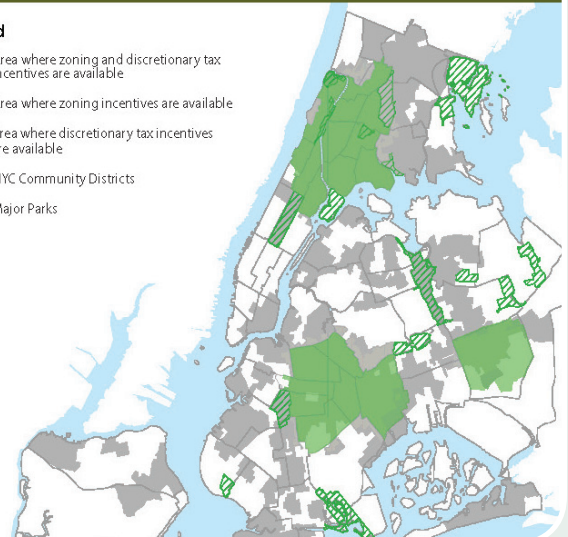 d
rea where zoning and discretionary tax
ncentives are available
rea where zoning incentives are available
rea where discretionary tax incentives
re available
NYC Community Districts
Major Parks